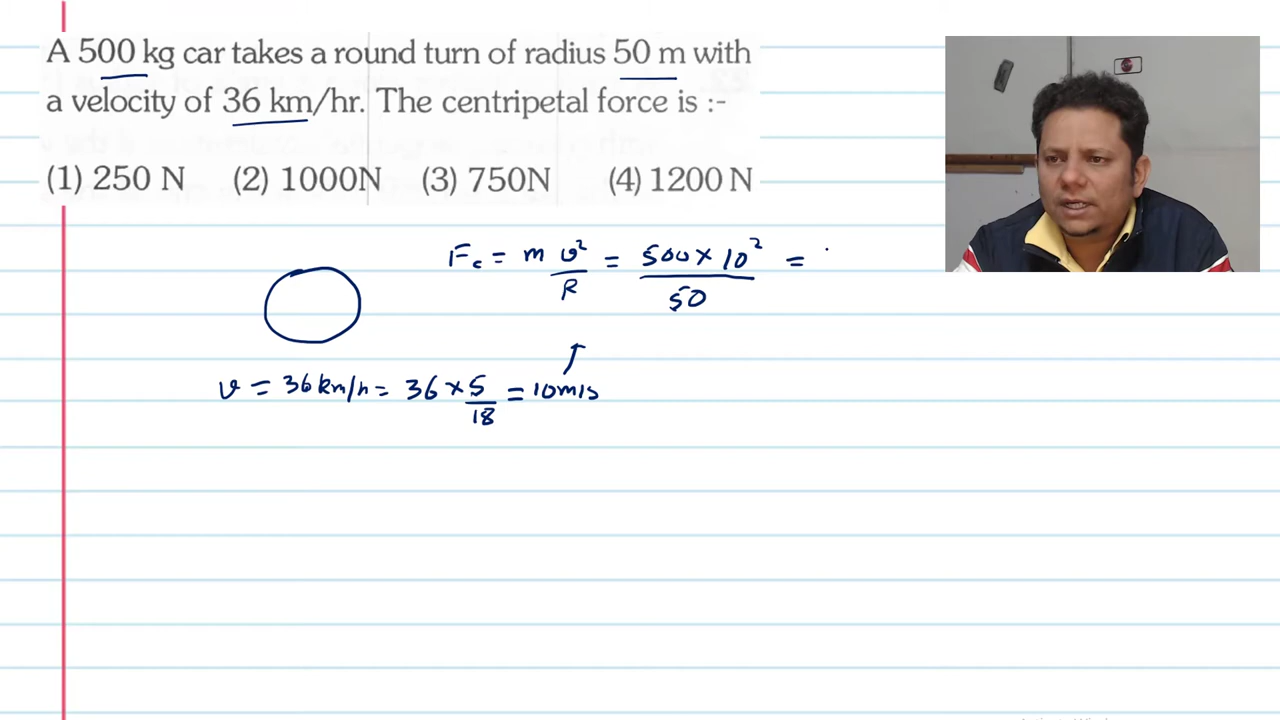 A 500 kg car takes a round turn of radius 50 m with
a velocity of 36 km/hr. The centripetal force is :-
(1) 250 N (2) 1000N (3) 750N (4) 1200 N
Fc = m v²/R = 500 × 10²/50 =
v = 36 km/h = 36 × 5/18 = 10m/s